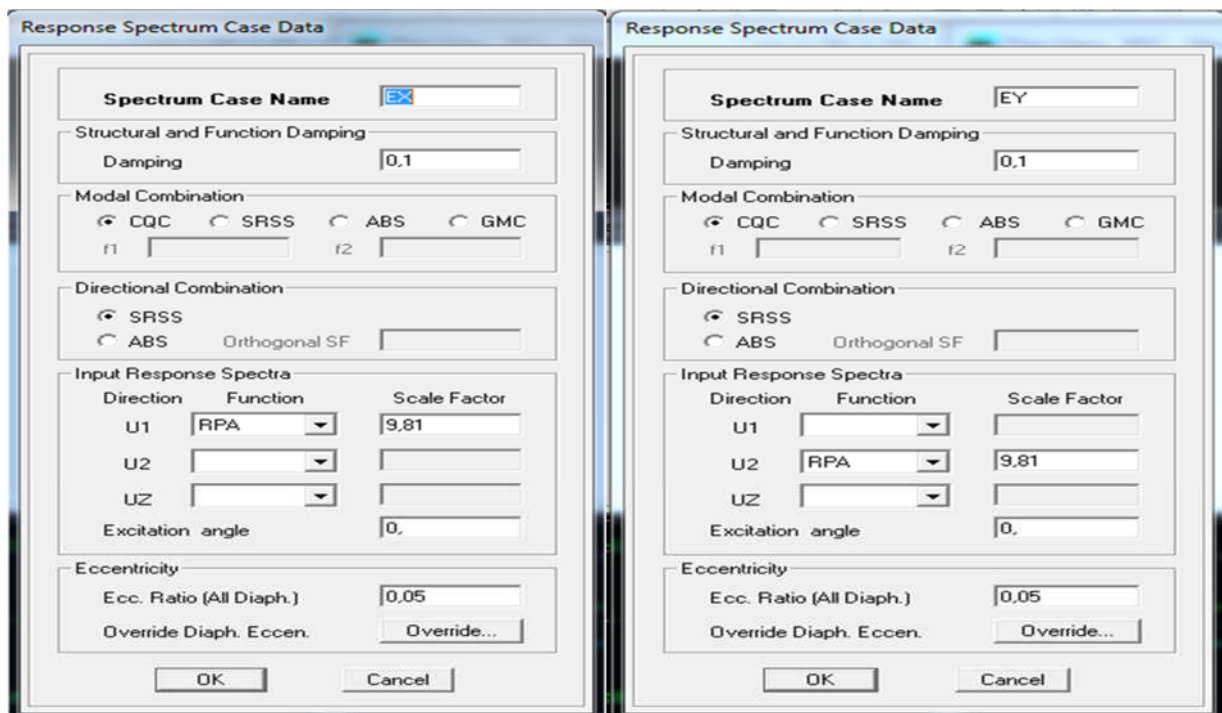 Response Spectrum Case Data
Spectrum Case Name EX
Structural and Function Damping
Damping 0,1
Modal Combination
CQC SRSS ABS GMC
f1 f2
Directional Combination
SRSS
ABS Orthogonal SF
Input Response Spectra
Direction Function Scale Factor
U1 RPA 9,81
U2
UZ
Excitation angle 0,
Eccentricity
Ecc. Ratio (All Diaph.) 0,05
Override Diaph. Eccen. Override...
OK Cancel
Response Spectrum Case Data
Spectrum Case Name EY
Structural and Function Damping
Damping 0,1
Modal Combination
CQC SRSS ABS GMC
f1 f2
Directional Combination
SRSS
ABS Orthogonal SF
Input Response Spectra
Direction Function Scale Factor
U1
U2 RPA 9,81
UZ
Excitation angle 0,
Eccentricity
Ecc. Ratio (All Diaph.) 0,05
Override Diaph. Eccen. Override...
OK Cancel